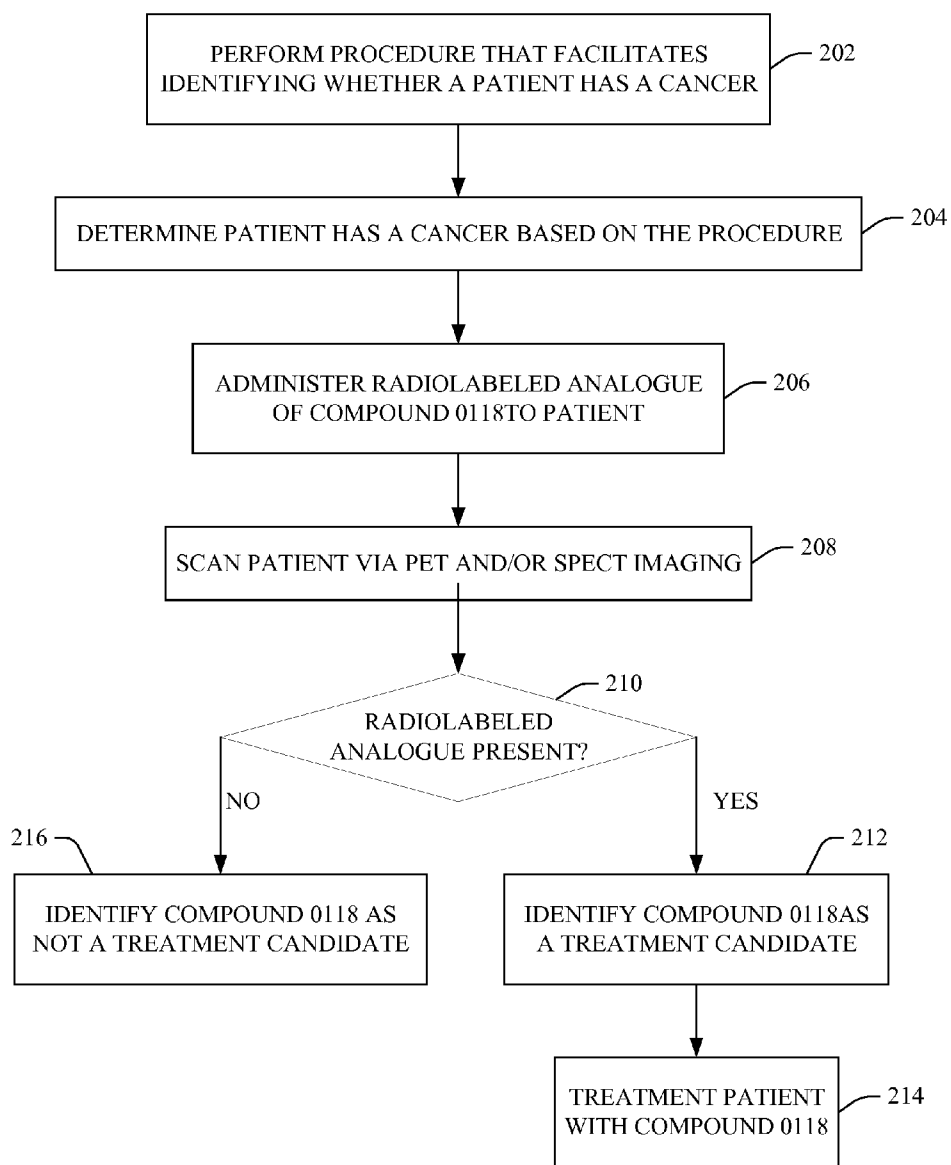 PERFORM PROCEDURE THAT FACILITATES
IDENTIFYING WHETHER A PATIENT HAS A CANCER
202
DETERMINE PATIENT HAS A CANCER BASED ON THE PROCEDURE
204
ADMINISTER RADIOLABELED ANALOGUE
OF COMPOUND 0118TO PATIENT
206
SCAN PATIENT VIA PET AND/OR SPECT IMAGING
208
210
RADIOLABELED
ANALOGUE PRESENT?
NO
YES
216
212
IDENTIFY COMPOUND 0118 AS
NOT A TREATMENT CANDIDATE
IDENTIFY COMPOUND 0118AS
A TREATMENT CANDIDATE
TREATMENT PATIENT
WITH COMPOUND 0118
214